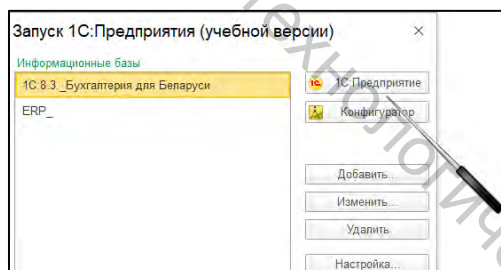 Запуск 1С:Предприятия (учебной версии)
Информационные базы
1С:8.3._Бухгалтерия для Беларуси
ERP_
1С:Предприятие
Конфигуратор
Добавить...
Изменить...
Удалить
Настройка...